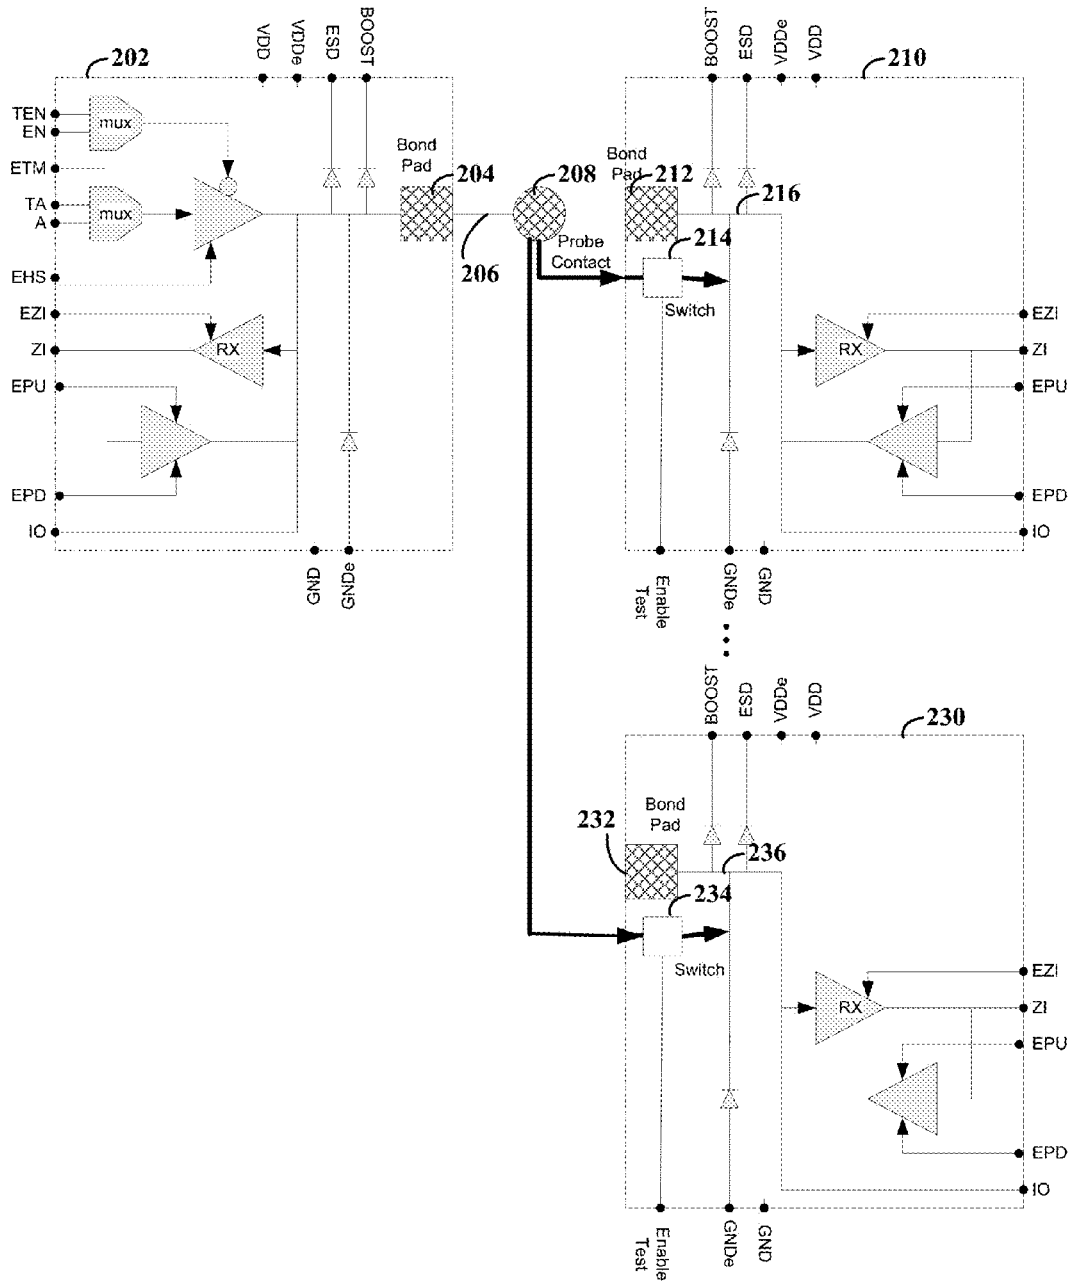 VDD
VDDe
ESD
BOOST
202
TEN
EN
mux
ETM
TA
A
mux
EHS
EZI
ZI
RX
EPU
EPD
IO
GND
GNDe
Bond
Pad
204
206
208
Probe
Contact
BOOST
ESD
VDDe
VDD
210
Bond
Pad
212
216
214
Switch
EZI
RX
ZI
EPU
EPD
IO
Enable
Test
GNDe
GND
BOOST
ESD
VDDe
VDD
230
Bond
Pad
232
236
234
Switch
EZI
RX
ZI
EPU
EPD
IO
Enable
Test
GNDe
GND